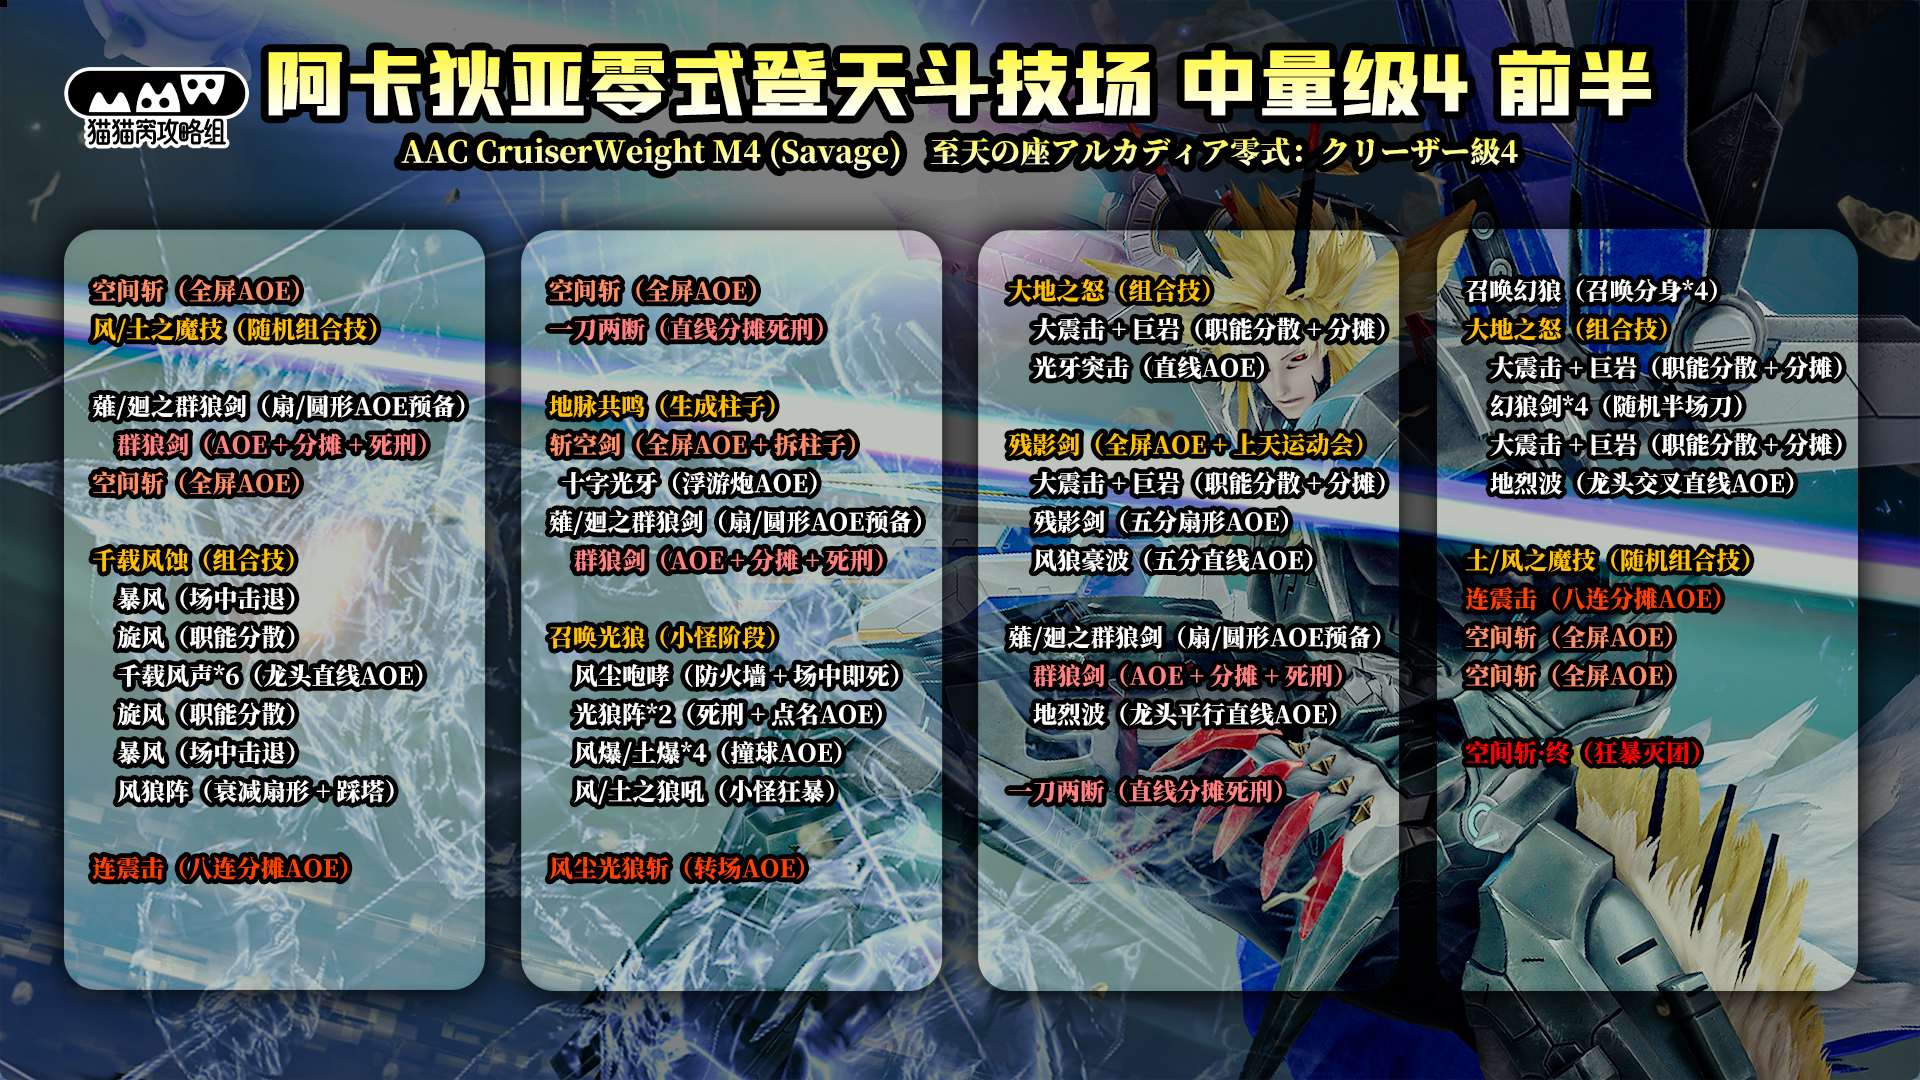 猫猫窝攻略组
阿卡狄亚零式登天斗技场 中量级4 前半
AAC CruiserWeight M4 (Savage) 至天の座アルカディア零式：クリーザー級4
空间斩（全屏AOE）
风/土之魔技（随机组合技）
薙/廻之群狼剑（扇/圆形AOE预备）
群狼剑（AOE+分摊+死刑）
空间斩（全屏AOE）
千载风蚀（组合技）
暴风（场中击退）
旋风（职能分散）
千载风声*6（龙头直线AOE）
旋风（职能分散）
暴风（场中击退）
风狼阵（衰减扇形+踩塔）
连震击（八连分摊AOE）
空间斩（全屏AOE）
一刀两断（直线分摊死刑）
地脉共鸣（生成柱子）
斩空剑（全屏AOE+拆柱子）
十字光牙（浮游炮AOE）
薙/廻之群狼剑（扇/圆形AOE预备）
群狼剑（AOE+分摊+死刑）
召唤光狼（小怪阶段）
风尘咆哮（防火墙+场中即死）
光狼阵*2（死刑+点名AOE）
风爆/土爆*4（撞球AOE）
风/土之狼吼（小怪狂暴）
风尘光狼斩（转场AOE）
大地之怒（组合技）
大震击+巨岩（职能分散+分摊）
光牙突击（直线AOE）
残影剑（全屏AOE+上天运动会）
大震击+巨岩（职能分散+分摊）
残影剑（五分扇形AOE）
风狼豪波（五分直线AOE）
薙/廻之群狼剑（扇/圆形AOE预备）
群狼剑（AOE+分摊+死刑）
地烈波（龙头平行直线AOE）
一刀两断（直线分摊死刑）
召唤幻狼（召唤分身*4）
大地之怒（组合技）
大震击+巨岩（职能分散+分摊）
幻狼剑*4（随机半场刀）
大震击+巨岩（职能分散+分摊）
地烈波（龙头交叉直线AOE）
土/风之魔技（随机组合技）
连震击（八连分摊AOE）
空间斩（全屏AOE）
空间斩（全屏AOE）
空间斩·终（狂暴灭团）